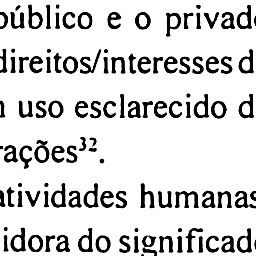 público e o privado
direitos/interesses d
uso esclarecido d
rações³².
atividades humanas
idora do significado